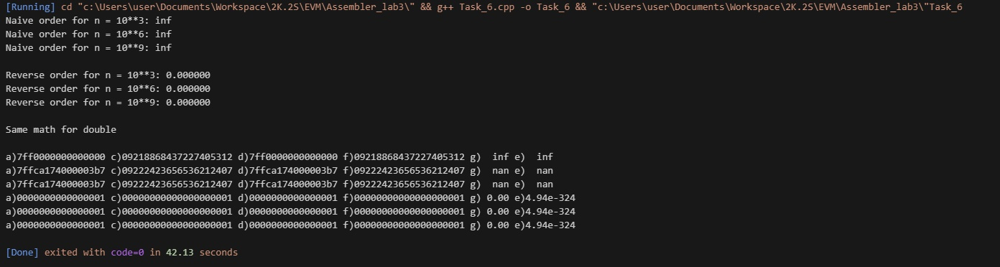 [Running] cd "c:\Users\user\Documents\Workspace\2K.2S\EVM\Assembler_lab3\" && g++ Task_6.cpp -o Task_6 && "c:\Users\user\Documents\Workspace\2K.2S\EVM\Assembler_lab3\"Task_6
Naive order for n = 10**3: inf
Naive order for n = 10**6: inf
Naive order for n = 10**9: inf
Reverse order for n = 10**3: 0.000000
Reverse order for n = 10**6: 0.000000
Reverse order for n = 10**9: 0.000000
Same math for double
a)7ff0000000000000 c)09218868437227405312 d)7ff0000000000000 f)09218868437227405312 g)  inf e)  inf
a)7ffca174000003b7 c)09222423656536212407 d)7ffca174000003b7 f)09222423656536212407 g)  nan e)  nan
a)7ffca174000003b7 c)09222423656536212407 d)7ffca174000003b7 f)09222423656536212407 g)  nan e)  nan
a)0000000000000001 c)00000000000000000001 d)0000000000000001 f)00000000000000000001 g) 0.00 e)4.94e-324
a)0000000000000001 c)00000000000000000001 d)0000000000000001 f)00000000000000000001 g) 0.00 e)4.94e-324
a)0000000000000001 c)00000000000000000001 d)0000000000000001 f)00000000000000000001 g) 0.00 e)4.94e-324
[Done] exited with code=0 in 42.13 seconds